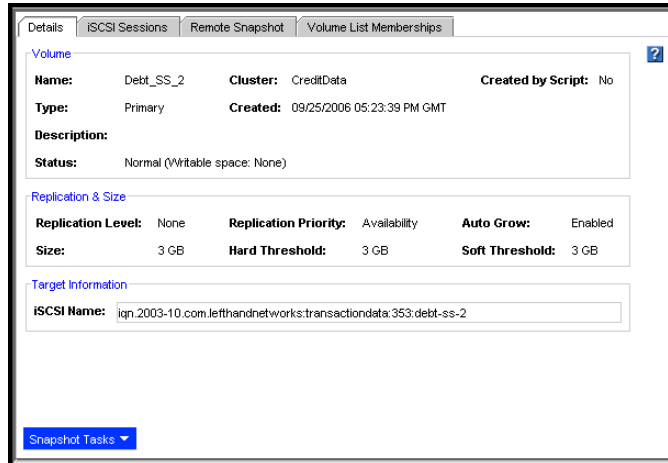 Details iSCSI Sessions Remote Snapshot Volume List Memberships
Volume
?
Name: Debt_SS_2 Cluster: CreditData Created by Script: No
Type: Primary Created: 09/25/2006 05:23:39 PM GMT
Description:
Status: Normal (Writable space: None)
Replication & Size
Replication Level: None Replication Priority: Availability Auto Grow: Enabled
Size: 3 GB Hard Threshold: 3 GB Soft Threshold: 3 GB
Target Information
iSCSI Name: iqn.2003-10.com.lefthandnetworks:transactiondata:353:debt-ss-2
Snapshot Tasks